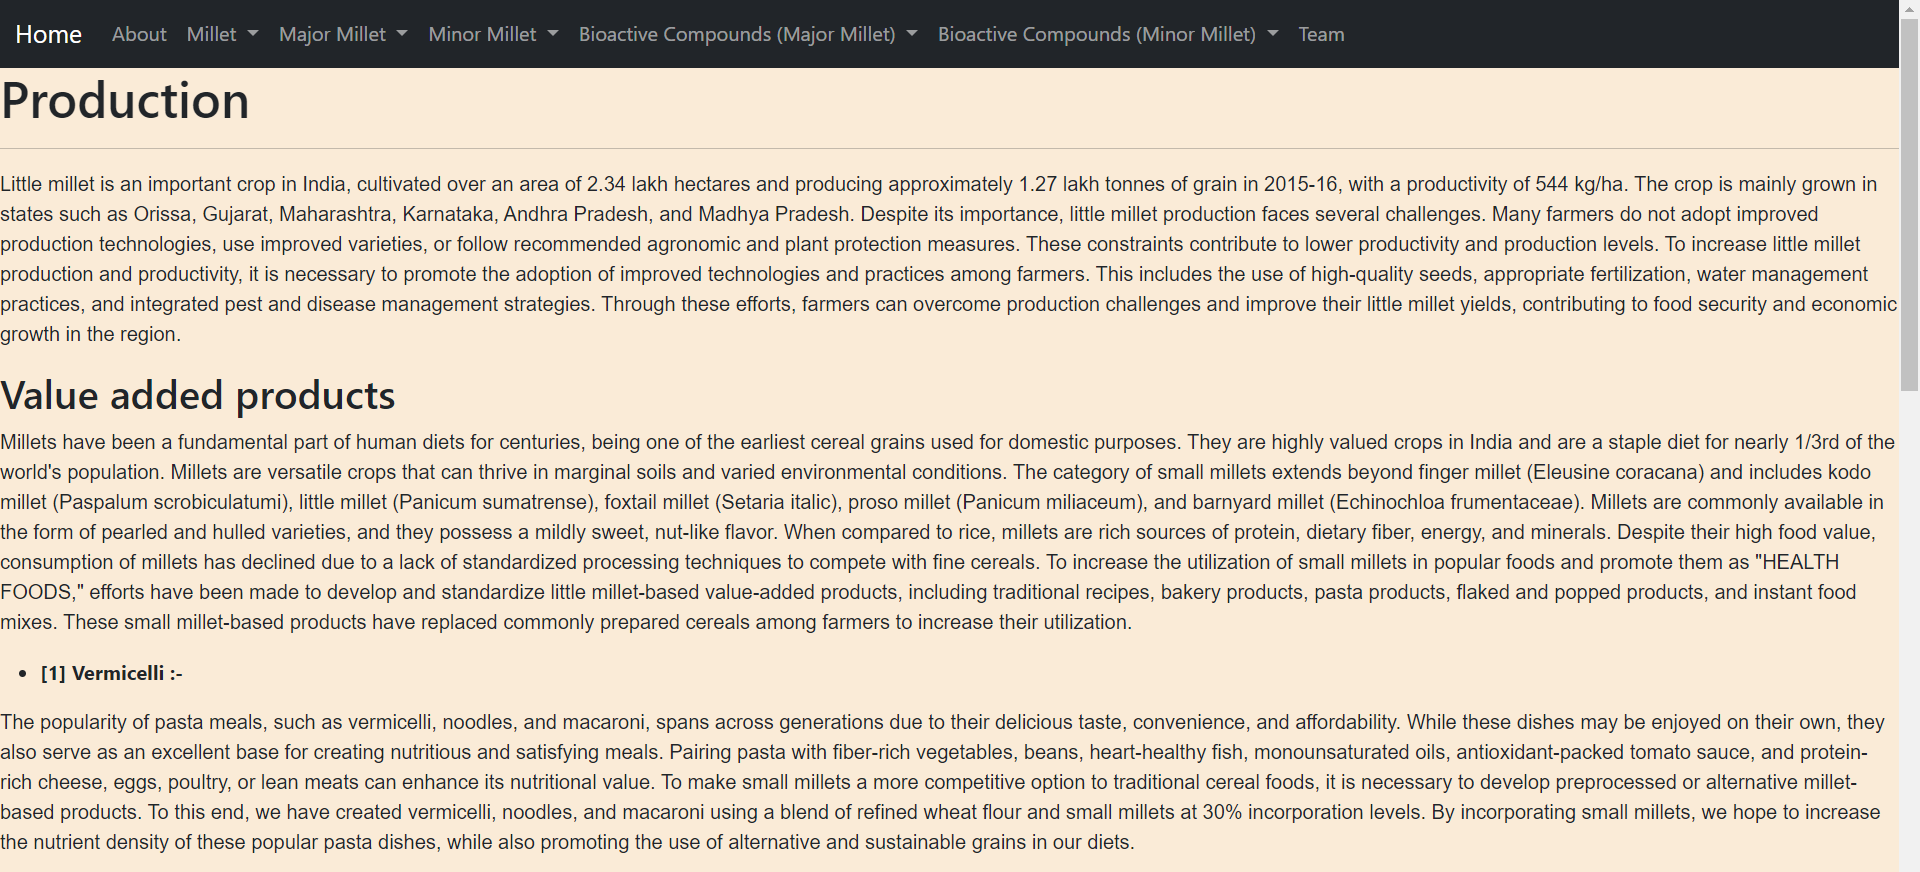 Home About Millet Major Millet Minor Millet Bioactive Compounds (Major Millet) Bioactive Compounds (Minor Millet) Team
Production
Little millet is an important crop in India, cultivated over an area of 2.34 lakh hectares and producing approximately 1.27 lakh tonnes of grain in 2015-16, with a productivity of 544 kg/ha. The crop is mainly grown in
states such as Orissa, Gujarat, Maharashtra, Karnataka, Andhra Pradesh, and Madhya Pradesh. Despite its importance, little millet production faces several challenges. Many farmers do not adopt improved
production technologies, use improved varieties, or follow recommended agronomic and plant protection measures. These constraints contribute to lower productivity and production levels. To increase little millet
production and productivity, it is necessary to promote the adoption of improved technologies and practices among farmers. This includes the use of high-quality seeds, appropriate fertilization, water management
practices, and integrated pest and disease management strategies. Through these efforts, farmers can overcome production challenges and improve their little millet yields, contributing to food security and economic
growth in the region.
Value added products
Millets have been a fundamental part of human diets for centuries, being one of the earliest cereal grains used for domestic purposes. They are highly valued crops in India and are a staple diet for nearly 1/3rd of the
world's population. Millets are versatile crops that can thrive in marginal soils and varied environmental conditions. The category of small millets extends beyond finger millet (Eleusine coracana) and includes kodo
millet (Paspalum scrobiculatumi), little millet (Panicum sumatrense), foxtail millet (Setaria italic), proso millet (Panicum miliaceum), and barnyard millet (Echinochloa frumentaceae). Millets are commonly available in
the form of pearled and hulled varieties, and they possess a mildly sweet, nut-like flavor. When compared to rice, millets are rich sources of protein, dietary fiber, energy, and minerals. Despite their high food value,
consumption of millets has declined due to a lack of standardized processing techniques to compete with fine cereals. To increase the utilization of small millets in popular foods and promote them as "HEALTH
FOODS," efforts have been made to develop and standardize little millet-based value-added products, including traditional recipes, bakery products, pasta products, flaked and popped products, and instant food
mixes. These small millet-based products have replaced commonly prepared cereals among farmers to increase their utilization.
• [1] Vermicelli :-
The popularity of pasta meals, such as vermicelli, noodles, and macaroni, spans across generations due to their delicious taste, convenience, and affordability. While these dishes may be enjoyed on their own, they
also serve as an excellent base for creating nutritious and satisfying meals. Pairing pasta with fiber-rich vegetables, beans, heart-healthy fish, monounsaturated oils, antioxidant-packed tomato sauce, and protein-
rich cheese, eggs, poultry, or lean meats can enhance its nutritional value. To make small millets a more competitive option to traditional cereal foods, it is necessary to develop preprocessed or alternative millet-
based products. To this end, we have created vermicelli, noodles, and macaroni using a blend of refined wheat flour and small millets at 30% incorporation levels. By incorporating small millets, we hope to increase
the nutrient density of these popular pasta dishes, while also promoting the use of alternative and sustainable grains in our diets.